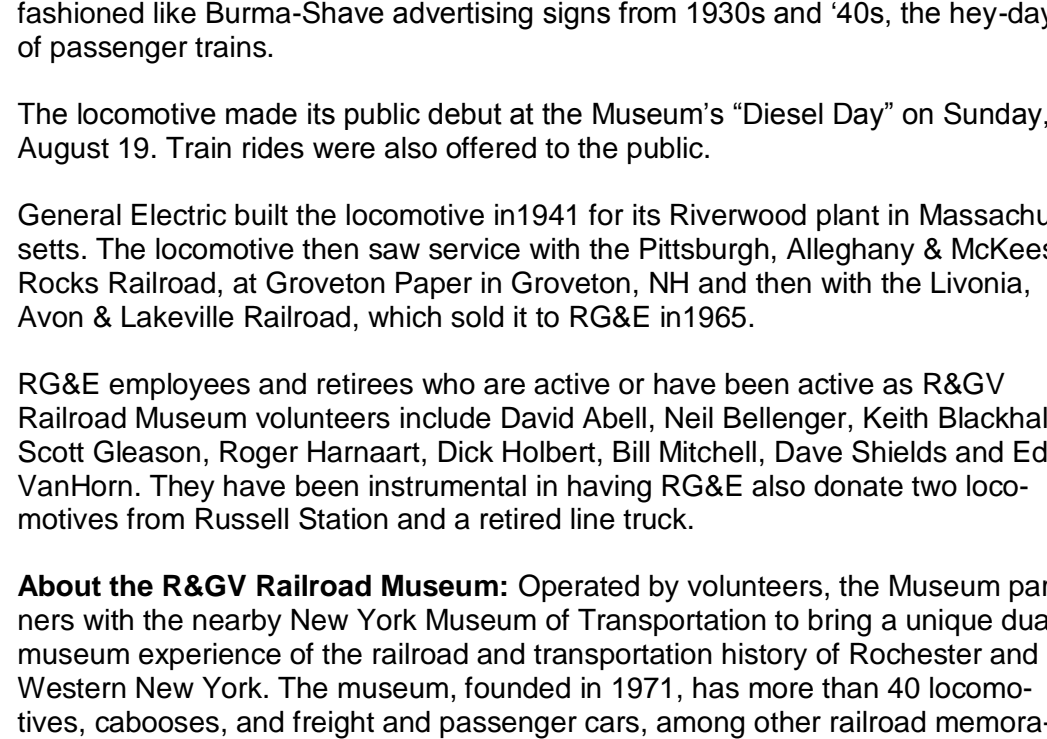 fashioned like Burma-Shave advertising signs from 1930s and ‘40s, the hey-day
of passenger trains.
The locomotive made its public debut at the Museum’s “Diesel Day” on Sunday,
August 19. Train rides were also offered to the public.
General Electric built the locomotive in1941 for its Riverwood plant in Massachu
setts. The locomotive then saw service with the Pittsburgh, Alleghany & McKees
Rocks Railroad, at Groveton Paper in Groveton, NH and then with the Livonia,
Avon & Lakeville Railroad, which sold it to RG&E in1965.
RG&E employees and retirees who are active or have been active as R&GV
Railroad Museum volunteers include David Abell, Neil Bellenger, Keith Blackhal
Scott Gleason, Roger Harnaart, Dick Holbert, Bill Mitchell, Dave Shields and Ed
VanHorn. They have been instrumental in having RG&E also donate two loco-
motives from Russell Station and a retired line truck.
About the R&GV Railroad Museum: Operated by volunteers, the Museum par
ners with the nearby New York Museum of Transportation to bring a unique dua
museum experience of the railroad and transportation history of Rochester and
Western New York. The museum, founded in 1971, has more than 40 locomo-
tives, cabooses, and freight and passenger cars, among other railroad memora-